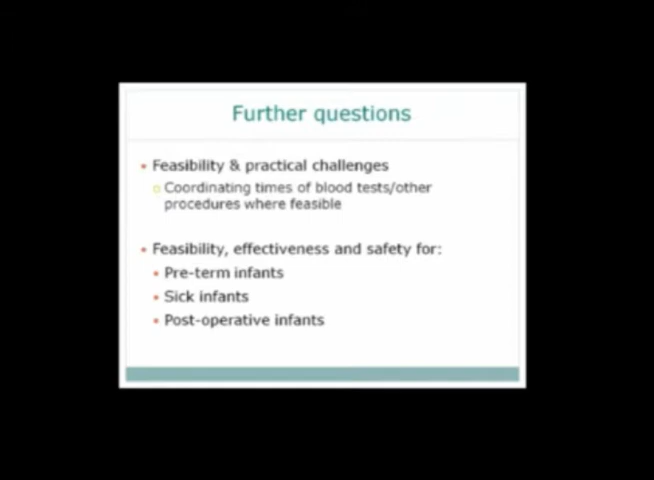 Further questions
Feasibility & practical challenges
Coordinating times of blood tests/other
procedures where feasible
Feasibility, effectiveness and safety for:
Pre-term infants
Sick infants
Post-operative infants